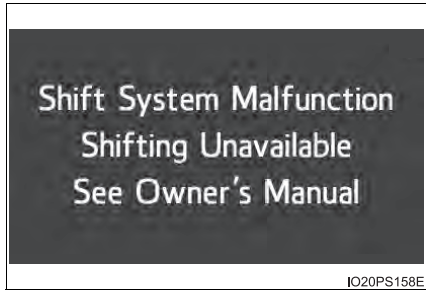 Shift System Malfunction
Shifting Unavailable
See Owner's Manual
IO20PS158E